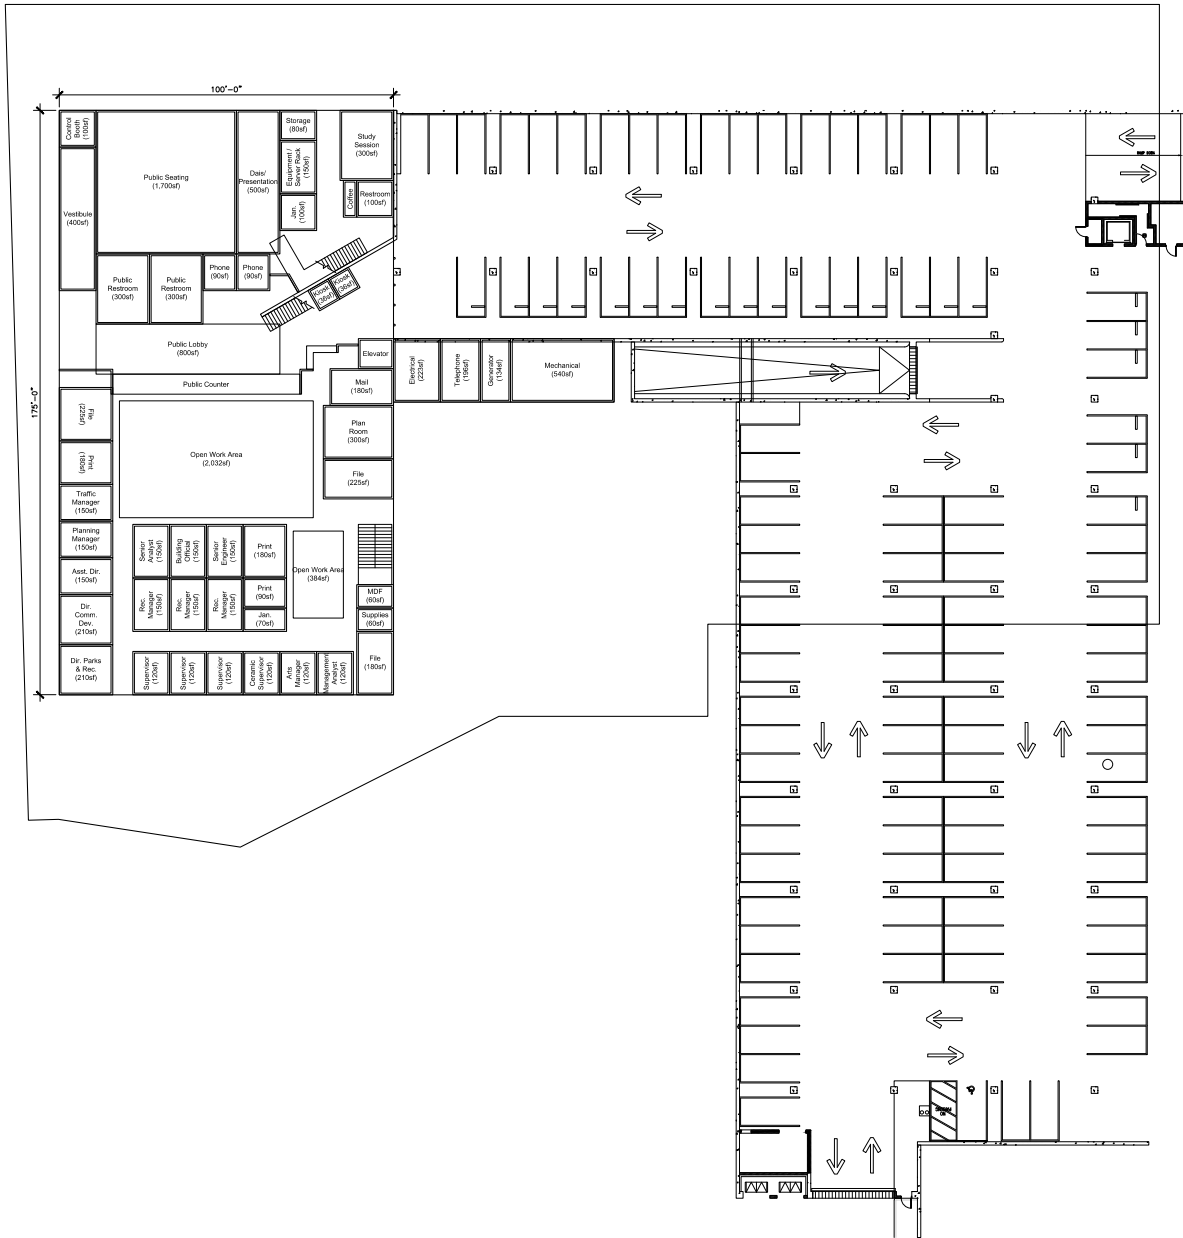 100'-0"
175'-0"
Control
Booth
(100sf)
Public Seating
(1,700sf)
Dais/
Presentation
(500sf)
Storage
(80sf)
Equipment /
Server Rack
(150sf)
Jan.
(100sf)
Study
Session
(300sf)
Coffee
Restroom
(100sf)
Vestibule
(400sf)
Public
Restroom
(300sf)
Public
Restroom
(300sf)
Phone
(90sf)
Phone
(90sf)
Kiosk
(36sf)
Kiosk
(36sf)
Public Lobby
(800sf)
Elevator
Public Counter
Mail
(180sf)
Electrical
(223sf)
Telephone
(196sf)
Generator
(134sf)
Mechanical
(540sf)
File
(225sf)
Plan
Room
(300sf)
Open Work Area
(2,032sf)
Print
(180sf)
File
(225sf)
Traffic
Manager
(150sf)
Planning
Manager
(150sf)
Senior
Analyst
(150sf)
Building
Official
(150sf)
Senior
Engineer
(150sf)
Print
(180sf)
Open Work Area
(384sf)
Asst. Dir.
(150sf)
Rec.
Manager
(150sf)
Rec.
Manager
(150sf)
Rec.
Manager
(150sf)
Print
(90sf)
Jan.
(70sf)
MDF
(60sf)
Supplies
(60sf)
Dir.
Comm.
Dev.
(210sf)
Dir. Parks
& Rec.
(210sf)
Supervisor
(120sf)
Supervisor
(120sf)
Supervisor
(120sf)
Ceramic
Supervisor
(120sf)
Arts
Manager
(120sf)
Management
Analyst
(120sf)
File
(180sf)